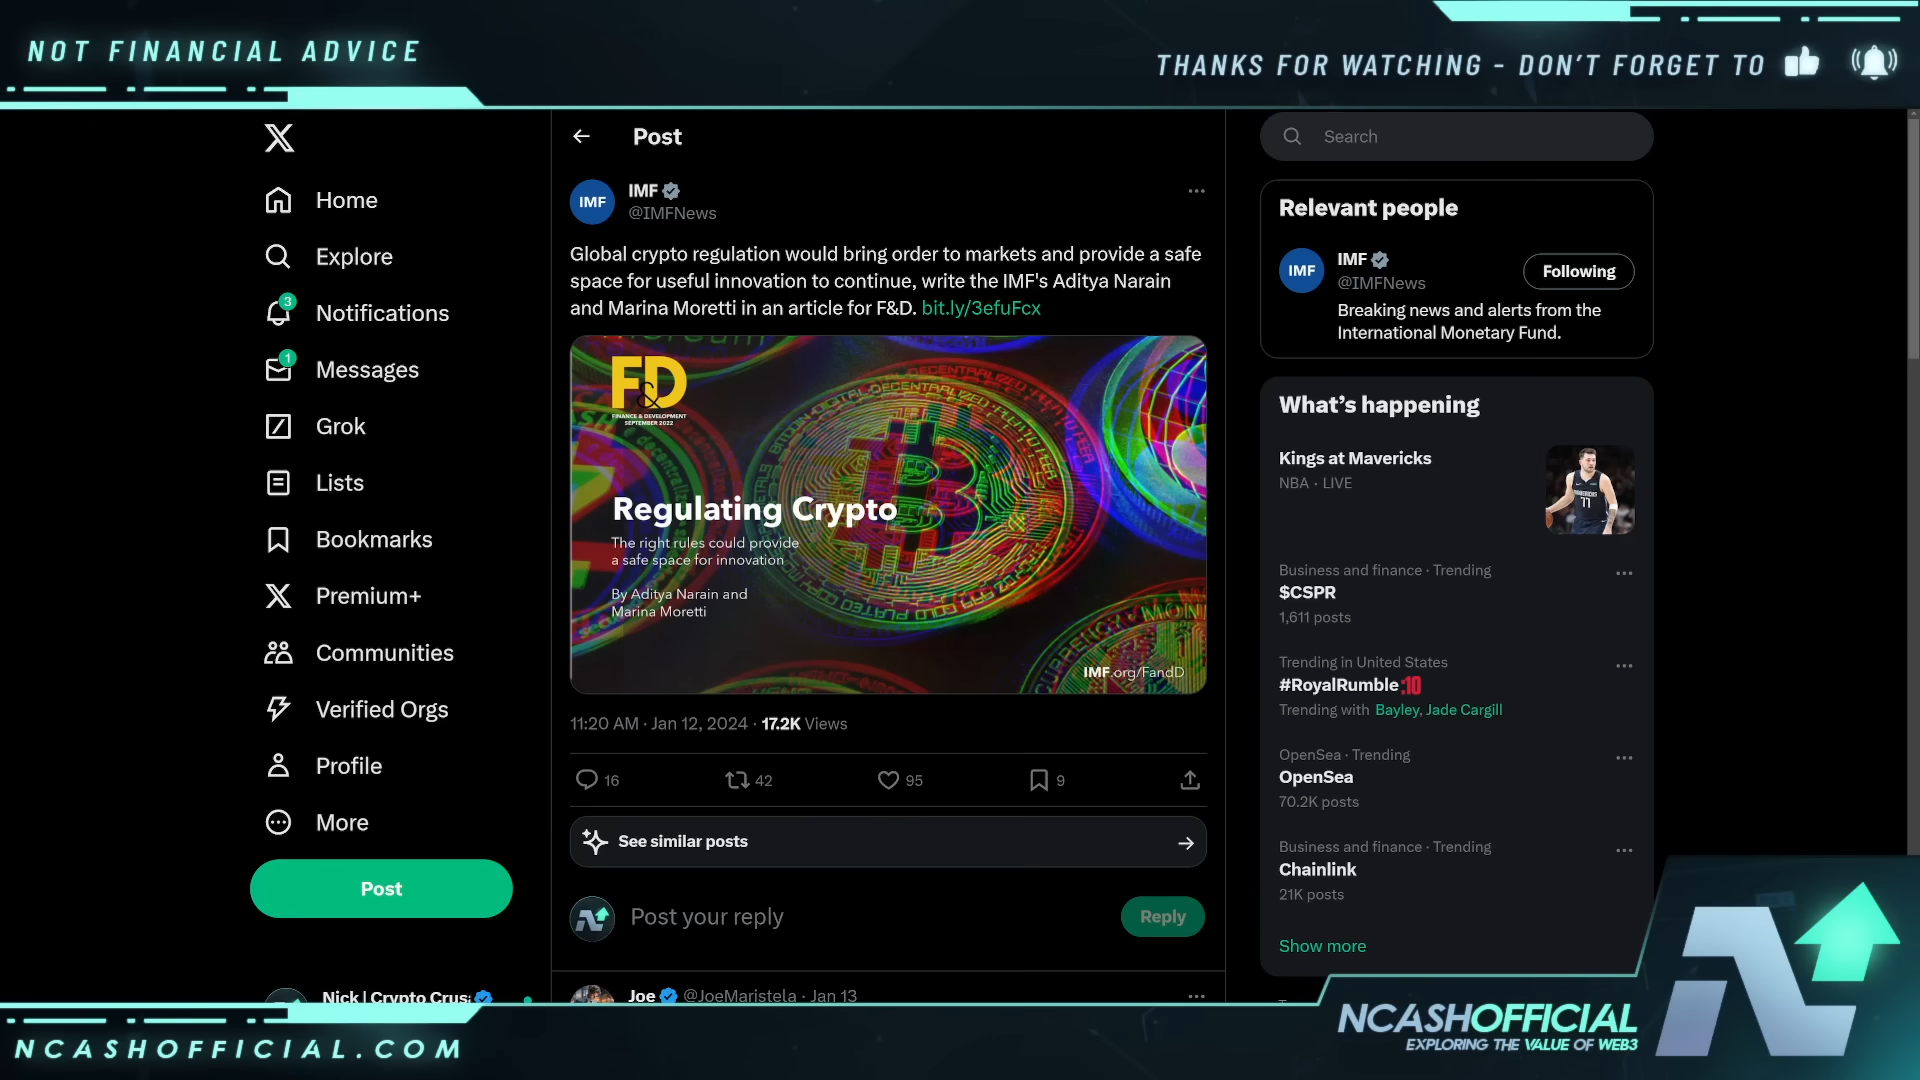 NOT FINANCIAL ADVICE
THANKS FOR WATCHING - DON'T FORGET TO
X
Home
Explore
3
Notifications
1
Messages
Grok
Lists
Bookmarks
Premium+
Communities
Verified Orgs
Profile
More
Post
Nick | Crypto Crus
Post
IMF
IMF
@IMFNews
Global crypto regulation would bring order to markets and provide a safe
space for useful innovation to continue, write the IMF's Aditya Narain
and Marina Moretti in an article for F&D. bit.ly/3efuFcx
F&D
FINANCE & DEVELOPMENT
SEPTEMBER 2022
Regulating Crypto
The right rules could provide
a safe space for innovation
By Aditya Narain and
Marina Moretti
IMF.org/FandD
11:20 AM · Jan 12, 2024 · 17.2K Views
16
42
95
9
See similar posts
Post your reply
Reply
Joe @JoeMaristela · Jan 13
Search
Relevant people
IMF
IMF
@IMFNews
Following
Breaking news and alerts from the
International Monetary Fund.
What's happening
Kings at Mavericks
NBA · LIVE
Business and finance · Trending
$CSPR
1,611 posts
Trending in United States
#RoyalRumble
Trending with Bayley, Jade Cargill
OpenSea · Trending
OpenSea
70.2K posts
Business and finance · Trending
Chainlink
21K posts
Show more
NCASHOFFICIAL.COM
NCASHOFFICIAL
EXPLORING THE VALUE OF WEB3